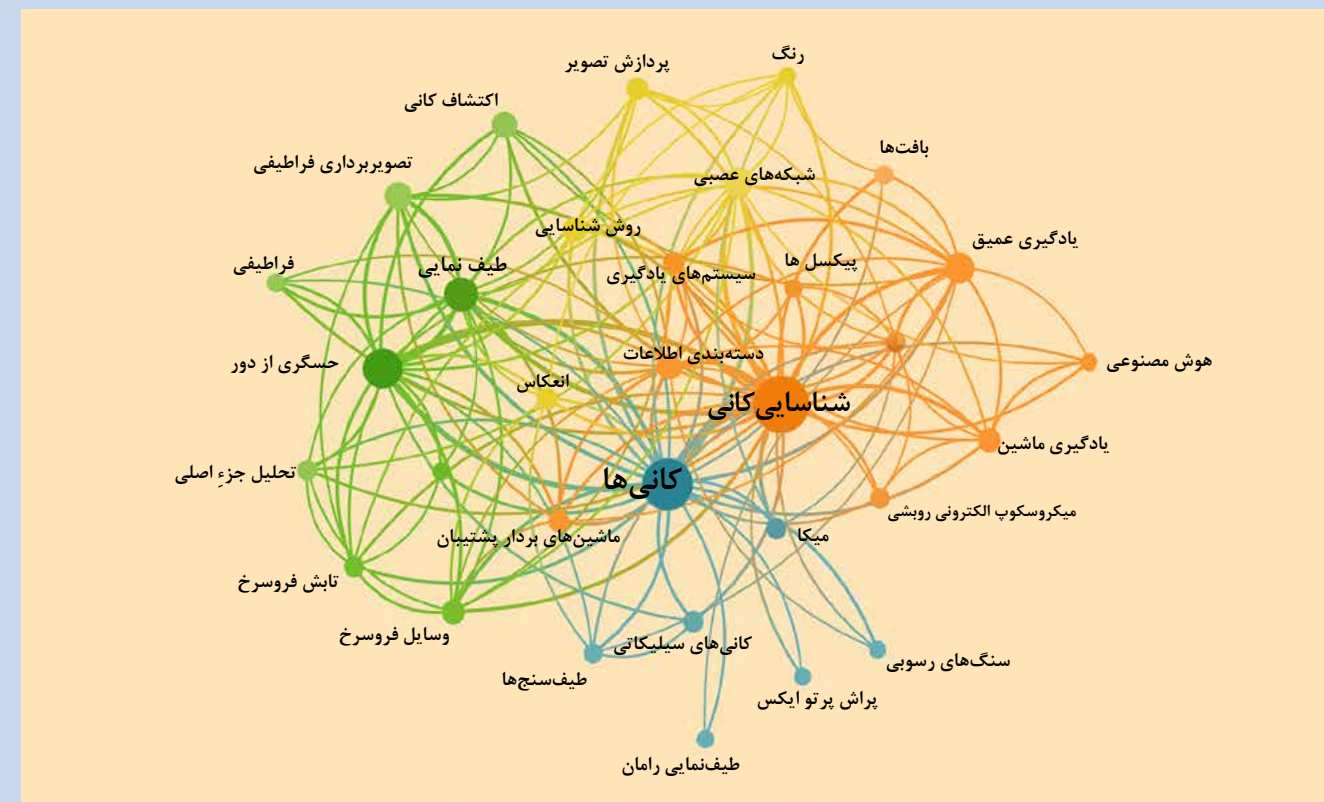 رنگ
پردازش تصویر
اکتشاف کانی
بافت‌ها
تصویربرداری فراطیفی
شبکه‌های عصبی
روش شناسایی
یادگیری عمیق
پیکسل ها
سیستم‌های یادگیری
طیف نمایی
فراطیفی
دسته‌بندی اطلاعات
حسگری از دور
هوش مصنوعی
انعکاس
شناسایی‌کانی
یادگیری ماشین
تحلیل جزءِ اصلی
کانی‌ها
میکروسکوپ الکترونی روبشی
میکا
ماشین‌های بردار پشتیبان
تابش فروسرخ
وسایل فروسرخ
کانی‌های سیلیکاتی
سنگ‌های رسوبی
طیف‌سنج‌ها
پراش پرتو ایکس
طیف‌نمایی رامان